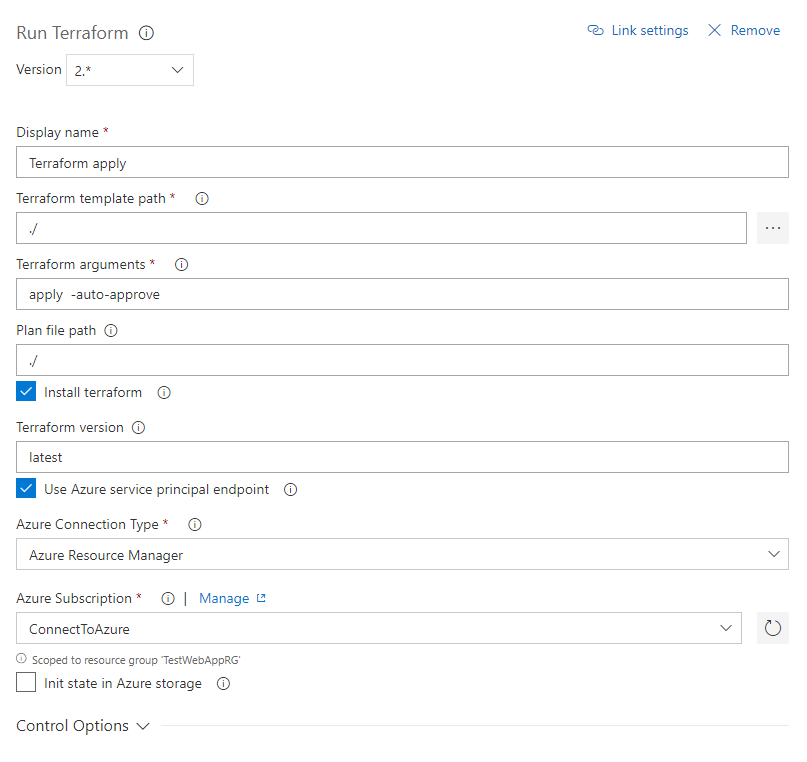 Run Terraform
Link settings
Remove
Version 2.*
Display name *
Terraform apply
Terraform template path *
./
...
Terraform arguments *
apply  -auto-approve
Plan file path
./
Install terraform
Terraform version
latest
Use Azure service principal endpoint
Azure Connection Type *
Azure Resource Manager
Azure Subscription * | Manage
ConnectToAzure
Scoped to resource group 'TestWebAppRG'
Init state in Azure storage
Control Options